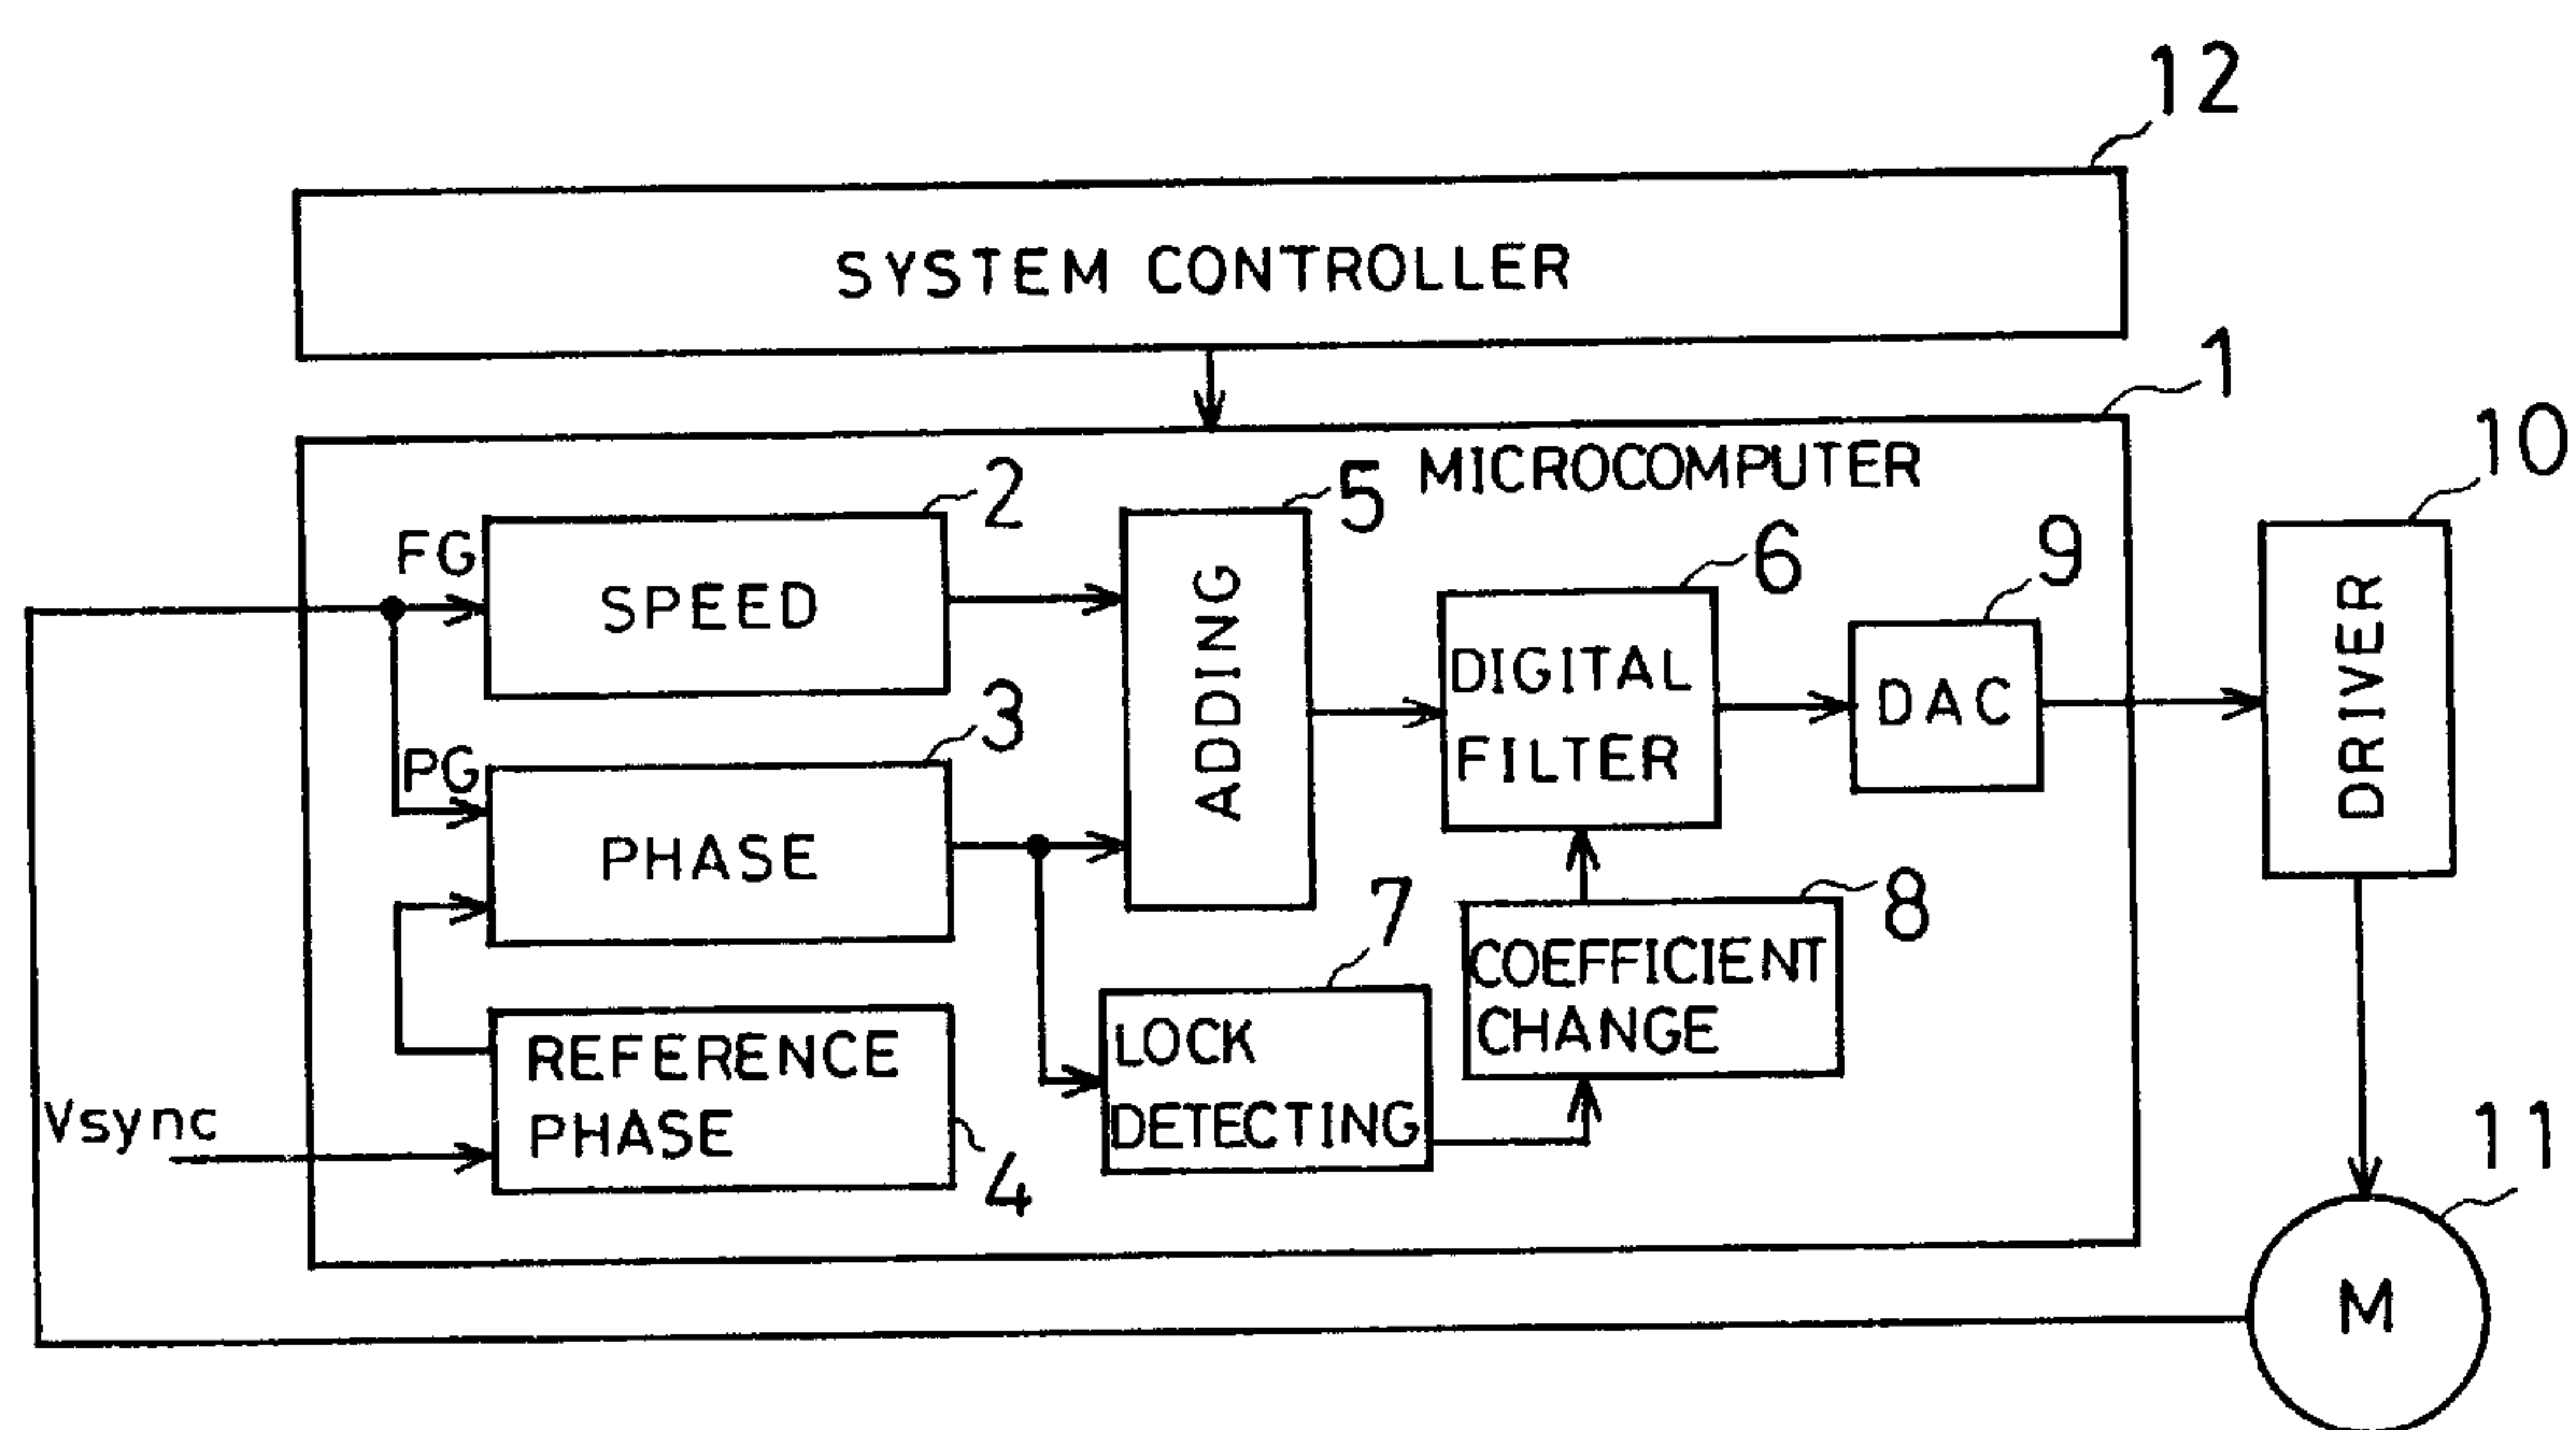 12
SYSTEM CONTROLLER
1
MICROCOMPUTER
10
2
5
FG
SPEED
6
9
ADDING
DIGITAL
FILTER
DAC
DRIVER
3
PG
PHASE
7
8
COEFFICIENT
CHANGE
LOCK
DETECTING
REFERENCE
PHASE
Vsync
4
11
M